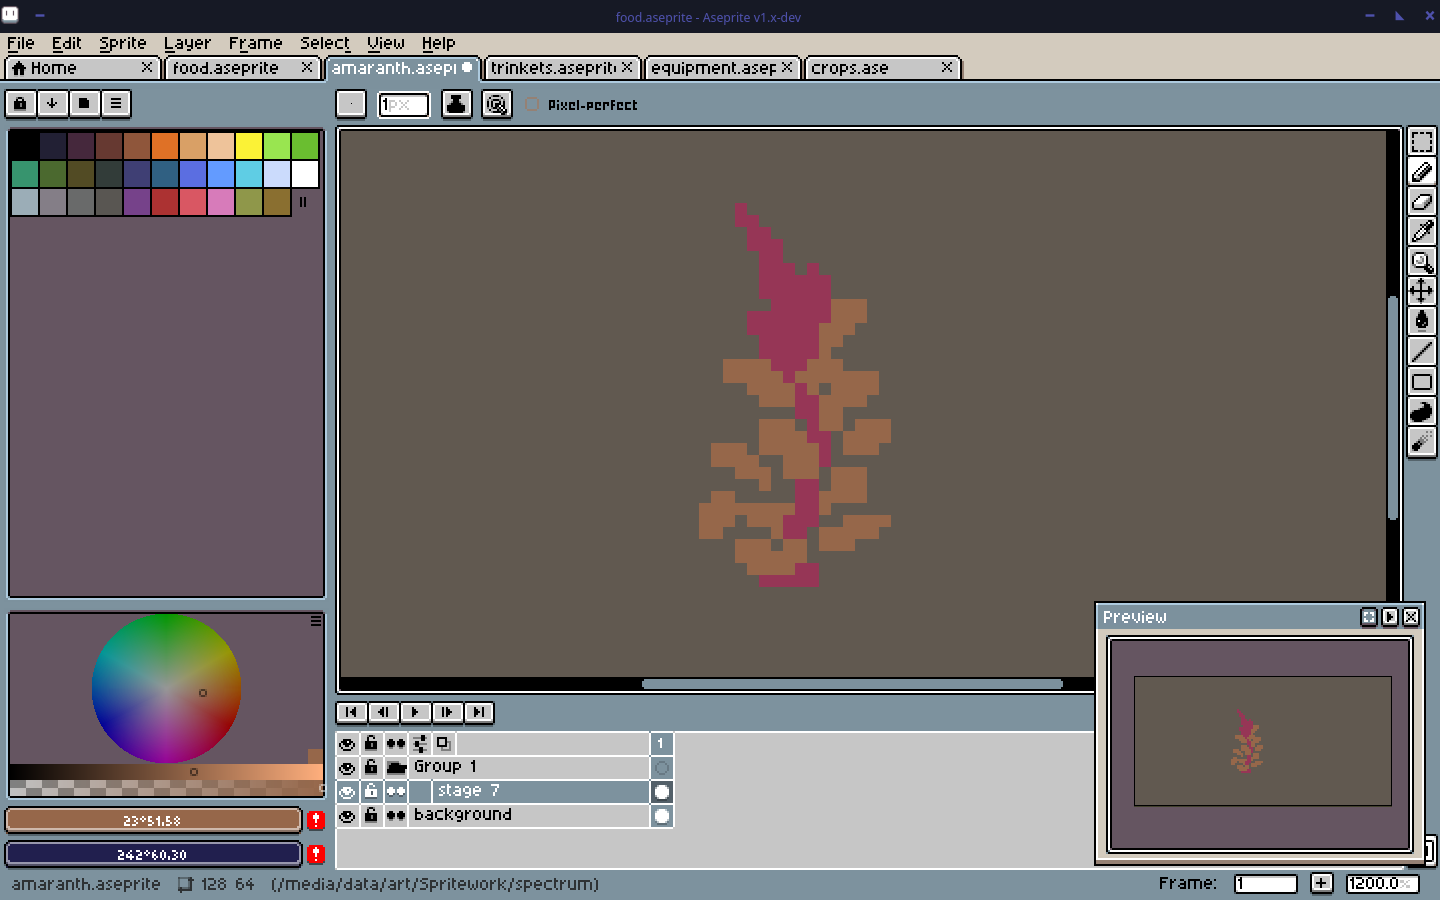 food.aseprite - Aseprite v1.x-dev
File Edit Sprite Layer Frame Select View Help
Home food.aseprite amaranth.asepr trinkets.aseprite equipment.asep crops.ase
1px Pixel-perfect
Preview
1
Group 1
stage 7
background
23°51.58
242°60.30
amaranth.aseprite 128 64 (/media/data/art/Spritework/spectrum) Frame: 1 1200.0%